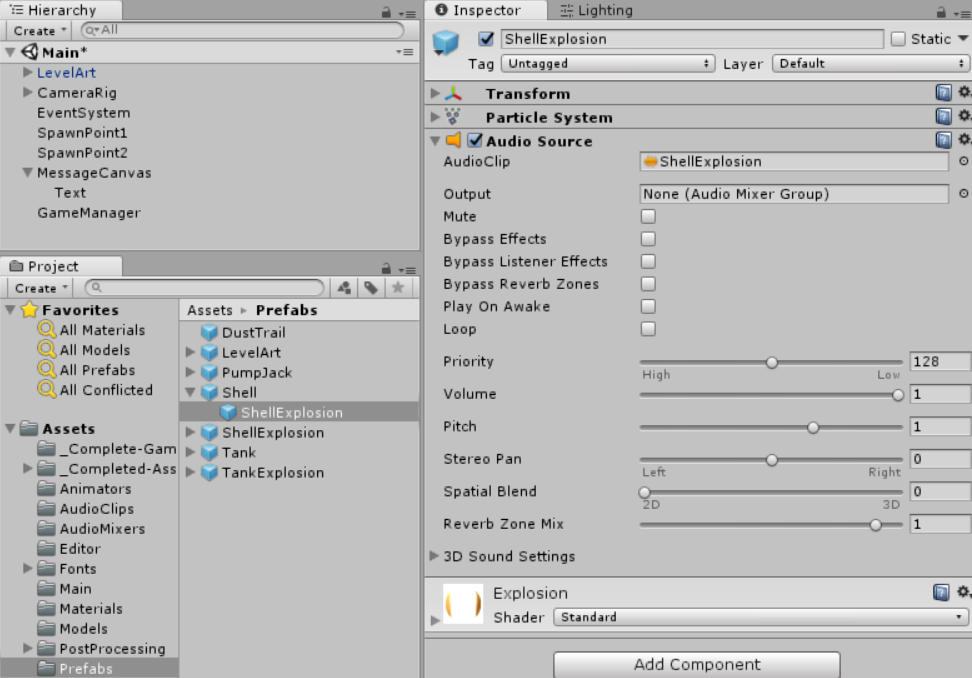 Hierarchy
Create All
Main*
LevelArt
CameraRig
EventSystem
SpawnPoint1
SpawnPoint2
MessageCanvas
Text
GameManager
Project
Create
Favorites
All Materials
All Models
All Prefabs
All Conflicted
Assets
_Complete-Gam
_Completed-Ass
Animators
AudioClips
AudioMixers
Editor
Fonts
Main
Materials
Models
PostProcessing
Prefabs
Assets Prefabs
DustTrail
LevelArt
PumpJack
Shell
ShellExplosion
ShellExplosion
Tank
TankExplosion
Inspector Lighting
ShellExplosion Static
Tag Untagged Layer Default
Transform
Particle System
Audio Source
AudioClip ShellExplosion
Output None (Audio Mixer Group)
Mute
Bypass Effects
Bypass Listener Effects
Bypass Reverb Zones
Play On Awake
Loop
Priority 128
High Low
Volume 1
Pitch 1
Stereo Pan 0
Left Right
Spatial Blend 0
2D 3D
Reverb Zone Mix 1
3D Sound Settings
Explosion
Shader Standard
Add Component